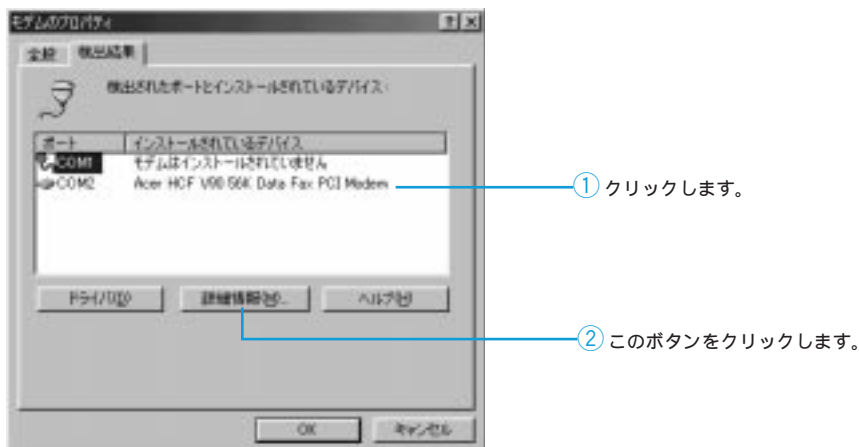 モデムのプロパティ
全般 検出結果
検出されたポートとインストールされているデバイス:
ポート インストールされているデバイス
COM1 モデムはインストールされていません
COM2 Acer HCF V90 56K Data Fax PCI Modem
① クリックします。
ドライバ(D) 詳細情報(M)... ヘルプ(H)
② このボタンをクリックします。
OK キャンセル